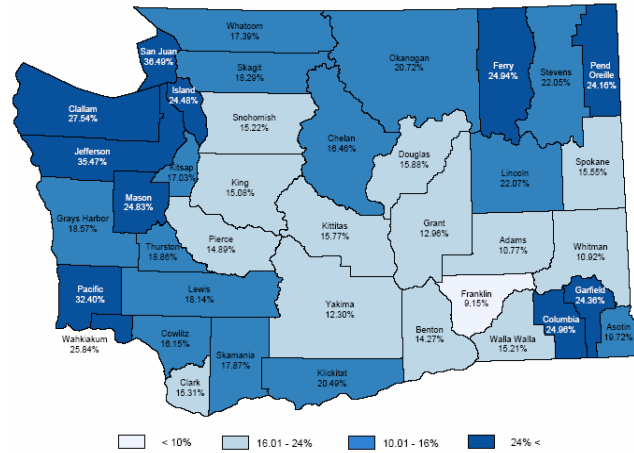 Whatcom
17.39%
San Juan
36.49%
Skagit
18.29%
Okanogan
20.72%
Ferry
24.94%
Stevens
22.05%
Pend
Oreille
24.16%
Island
24.48%
Clallam
27.54%
Snohomish
15.22%
Chelan
16.46%
Douglas
15.88%
Jefferson
35.47%
Kitsap
17.03%
King
15.08%
Lincoln
22.07%
Spokane
15.55%
Mason
24.83%
Grays Harbor
18.57%
Kittitas
15.77%
Grant
12.96%
Thurston
18.86%
Pierce
14.89%
Adams
10.77%
Whitman
10.92%
Pacific
32.40%
Lewis
18.14%
Yakima
12.30%
Franklin
9.15%
Garfield
24.36%
Columbia
24.96%
Asotin
19.72%
Wahkiakum
25.84%
Cowlitz
16.15%
Skamania
17.87%
Benton
14.27%
Walla Walla
15.21%
Clark
15.31%
Klickitat
20.49%
< 10%
16.01 - 24%
10.01 - 16%
24% <